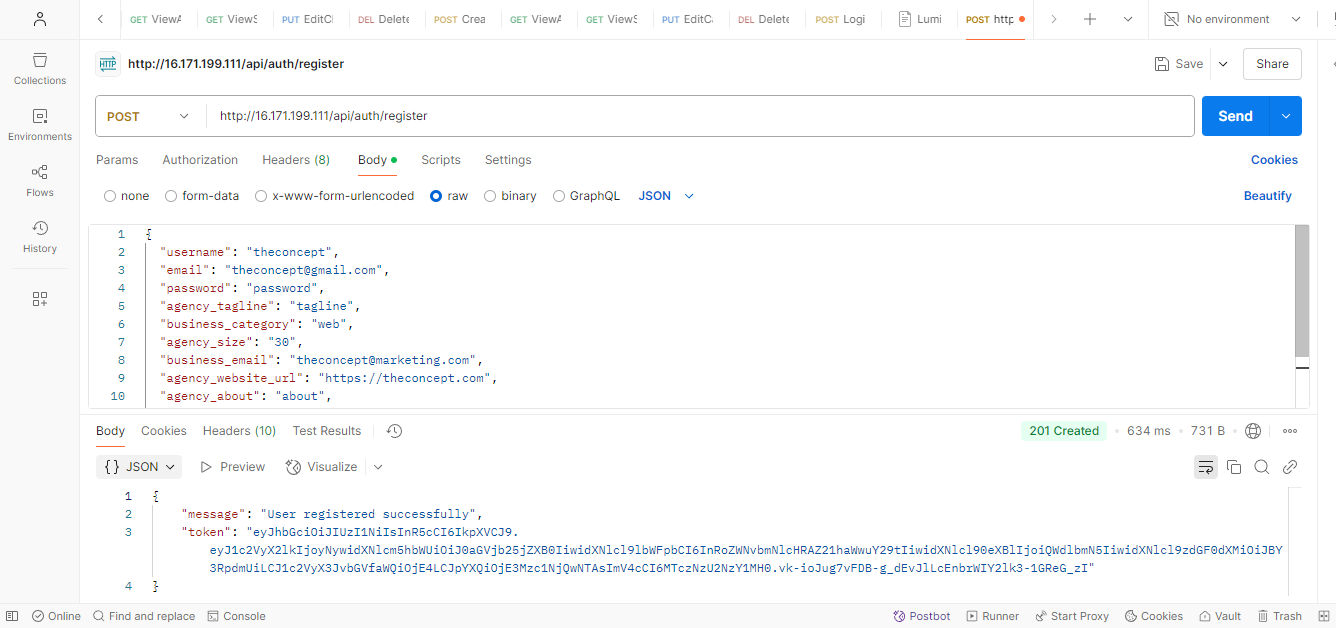 GET ViewA GET ViewS PUT EditCl DEL Delete POST Crea GET ViewA GET ViewS PUT EditCa DEL Delete POST Logi Lumi POST http No environment
HTTP http://16.171.199.111/api/auth/register Save Share
Collections
POST http://16.171.199.111/api/auth/register Send
Environments
Params Authorization Headers (8) Body Scripts Settings Cookies
Flows
none form-data x-www-form-urlencoded raw binary GraphQL JSON Beautify
History
1 {
2 "username": "theconcept",
3 "email": "theconcept@gmail.com",
4 "password": "password",
5 "agency_tagline": "tagline",
6 "business_category": "web",
7 "agency_size": "30",
8 "business_email": "theconcept@marketing.com",
9 "agency_website_url": "https://theconcept.com",
10 "agency_about": "about",
Body Cookies Headers (10) Test Results 201 Created 634 ms 731 B
{} JSON Preview Visualize
1 {
2 "message": "User registered successfully",
3 "token": "eyJhbGciOiJIUzI1NiIsInR5cCI6IkpXVCJ9.
eyJ1c2VyX2lkIjoyNywidXNlcm5hbWUiOiJ0aGVjb25jZXB0IiwidXNlcl9lbWFpbCI6InRoZWNvbmNlcHRAZ21haWwuY29tIiwidXNlcl90eXBlIjoiQWdlbmN5IiwidXNlcl9zdGF0dXMiOiJBY
3RpdmUiLCJ1c2VyX3JvbGVfaWQiOjE4LCJpYXQiOjE3Mzc1NjQwNTAsImV4cCI6MTczNzU2NzY1MH0.vk-ioJug7vFDB-g_dEvJlLcEnbrWIY2lk3-1GReG_zI"
4 }
Online Find and replace Console Postbot Runner Start Proxy Cookies Vault Trash